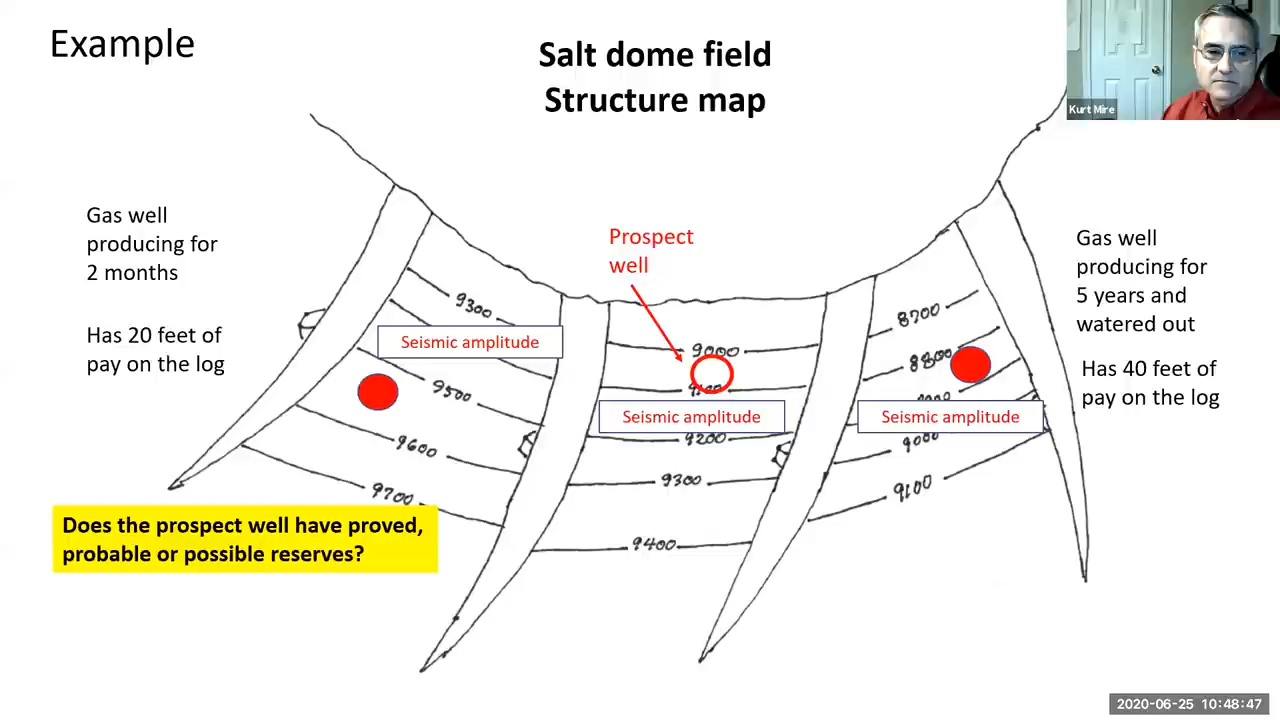 Example
Salt dome field
Structure map
Kurt Mire
Gas well
producing for
2 months
Has 20 feet of
pay on the log
Prospect
well
Gas well
producing for
5 years and
watered out
Has 40 feet of
pay on the log
9300
Seismic amplitude
9500
9600
9700
9000
9100
Seismic amplitude
9200
9300
9400
8700
8800
Seismic amplitude
9000
9100
Does the prospect well have proved,
probable or possible reserves?
2020-06-25 10:48:47